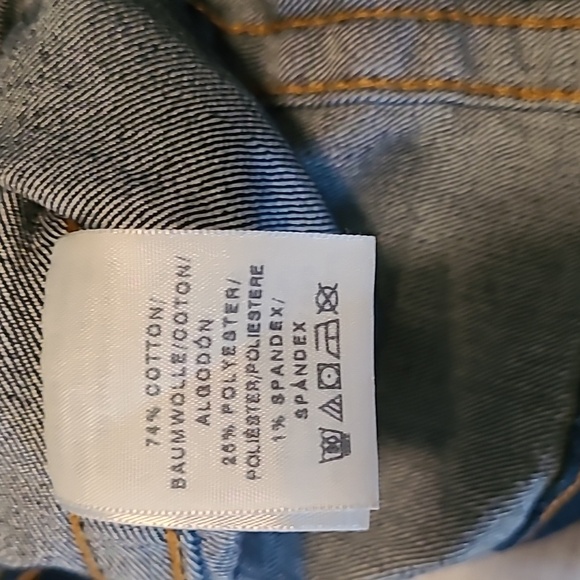 74% COTTON/
BAUMWOLLE/COTON/
ALGODÓN
25% POLYESTER/
POLIÉSTER/POLIESTERE
1% SPANDEX/
SPÁNDEX